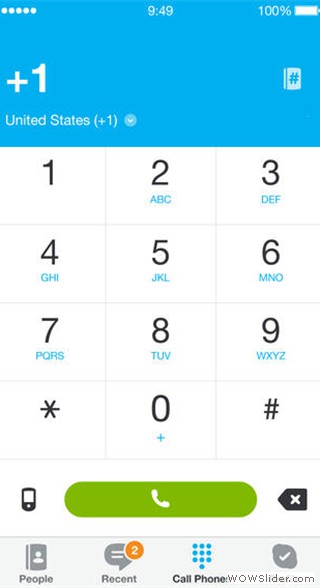 9:49 100%
+1
#
United States (+1)
1 2 3
ABC DEF
4 5 6
GHI JKL MNO
7 8 9
PQRS TUV WXYZ
* 0 #
+
2
People Recent Call Phone
WOWSlider.com